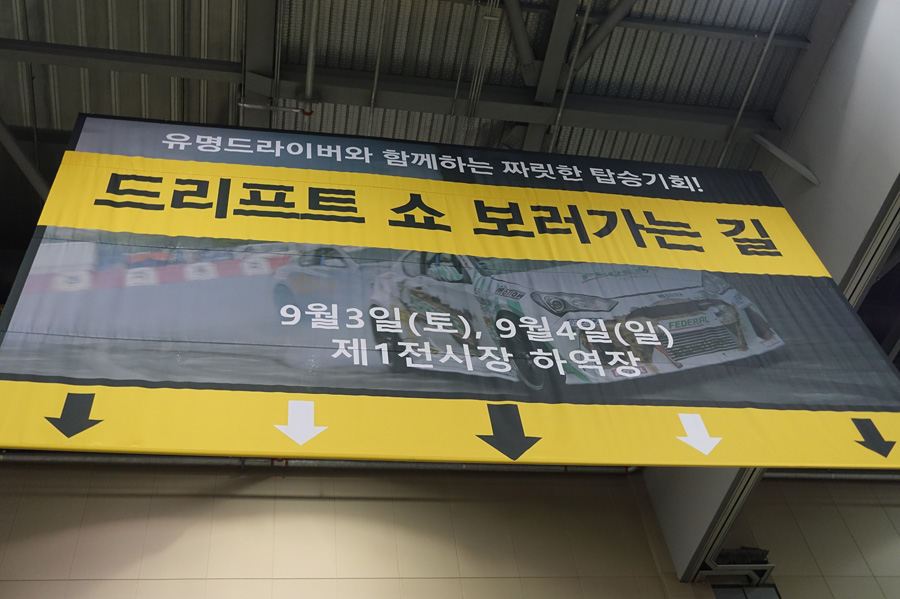 유명드라이버와 함께하는 짜릿한 탑승기회!
드리프트 쇼 보러가는 길
9월3일(토), 9월4일(일)
제1전시장 하역장
FEDERAL